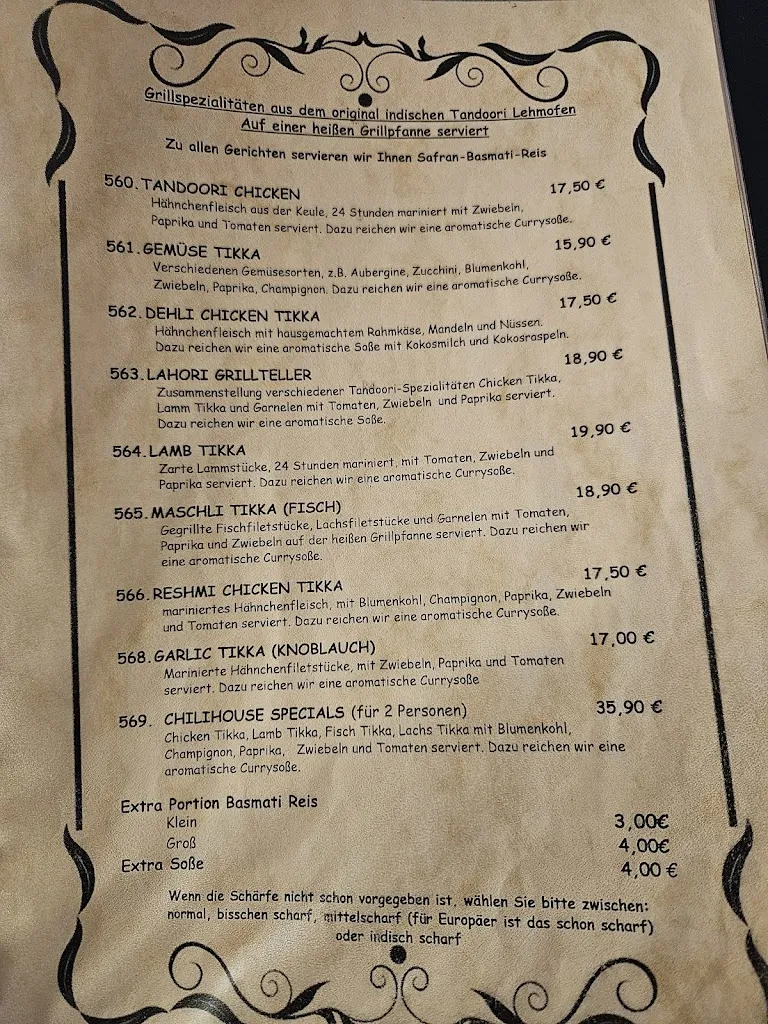 Grillspezialitäten aus dem original indischen Tandoori Lehmofen
Auf einer heißen Grillpfanne serviert
Zu allen Gerichten servieren wir Ihnen Safran-Basmati-Reis
560. TANDOORI CHICKEN 17,50 €
Hähnchenfleisch aus der Keule, 24 Stunden mariniert mit Zwiebeln,
Paprika und Tomaten serviert. Dazu reichen wir eine aromatische Currysoße.
561. GEMÜSE TIKKA 15,90 €
Verschiedenen Gemüsesorten, z.B. Aubergine, Zucchini, Blumenkohl,
Zwiebeln, Paprika, Champignon. Dazu reichen wir eine aromatische Currysoße.
562. DEHLI CHICKEN TIKKA 17,50 €
Hähnchenfleisch mit hausgemachtem Rahmkäse, Mandeln und Nüssen.
Dazu reichen wir eine aromatische Soße mit Kokosmilch und Kokosraspeln.
563. LAHORI GRILLTELLER 18,90 €
Zusammenstellung verschiedener Tandoori-Spezialitäten Chicken Tikka,
Lamm Tikka und Garnelen mit Tomaten, Zwiebeln und Paprika serviert.
Dazu reichen wir eine aromatische Soße.
564. LAMB TIKKA 19,90 €
Zarte Lammstücke, 24 Stunden mariniert, mit Tomaten, Zwiebeln und
Paprika serviert. Dazu reichen wir eine aromatische Currysoße.
565. MASCHLI TIKKA (FISCH) 18,90 €
Gegrillte Fischfiletstücke, Lachsfiletstücke und Garnelen mit Tomaten,
Paprika und Zwiebeln auf der heißen Grillpfanne serviert. Dazu reichen wir
eine aromatische Currysoße.
566. RESHMI CHICKEN TIKKA 17,50 €
mariniertes Hähnchenfleisch, mit Blumenkohl, Champignon, Paprika, Zwiebeln
und Tomaten serviert. Dazu reichen wir eine aromatische Currysoße.
568. GARLIC TIKKA (KNOBLAUCH) 17,00 €
Marinierte Hähnchenfiletstücke, mit Zwiebeln, Paprika und Tomaten
serviert. Dazu reichen wir eine aromatische Currysoße
569. CHILIHOUSE SPECIALS (für 2 Personen) 35,90 €
Chicken Tikka, Lamb Tikka, Fisch Tikka, Lachs Tikka mit Blumenkohl,
Champignon, Paprika, Zwiebeln und Tomaten serviert. Dazu reichen wir eine
aromatische Currysoße.
Extra Portion Basmati Reis
Klein 3,00€
Groß 4,00€
Extra Soße 4,00 €
Wenn die Schärfe nicht schon vorgegeben ist, wählen Sie bitte zwischen:
normal, bisschen scharf, mittelscharf (für Europäer ist das schon scharf)
oder indisch scharf